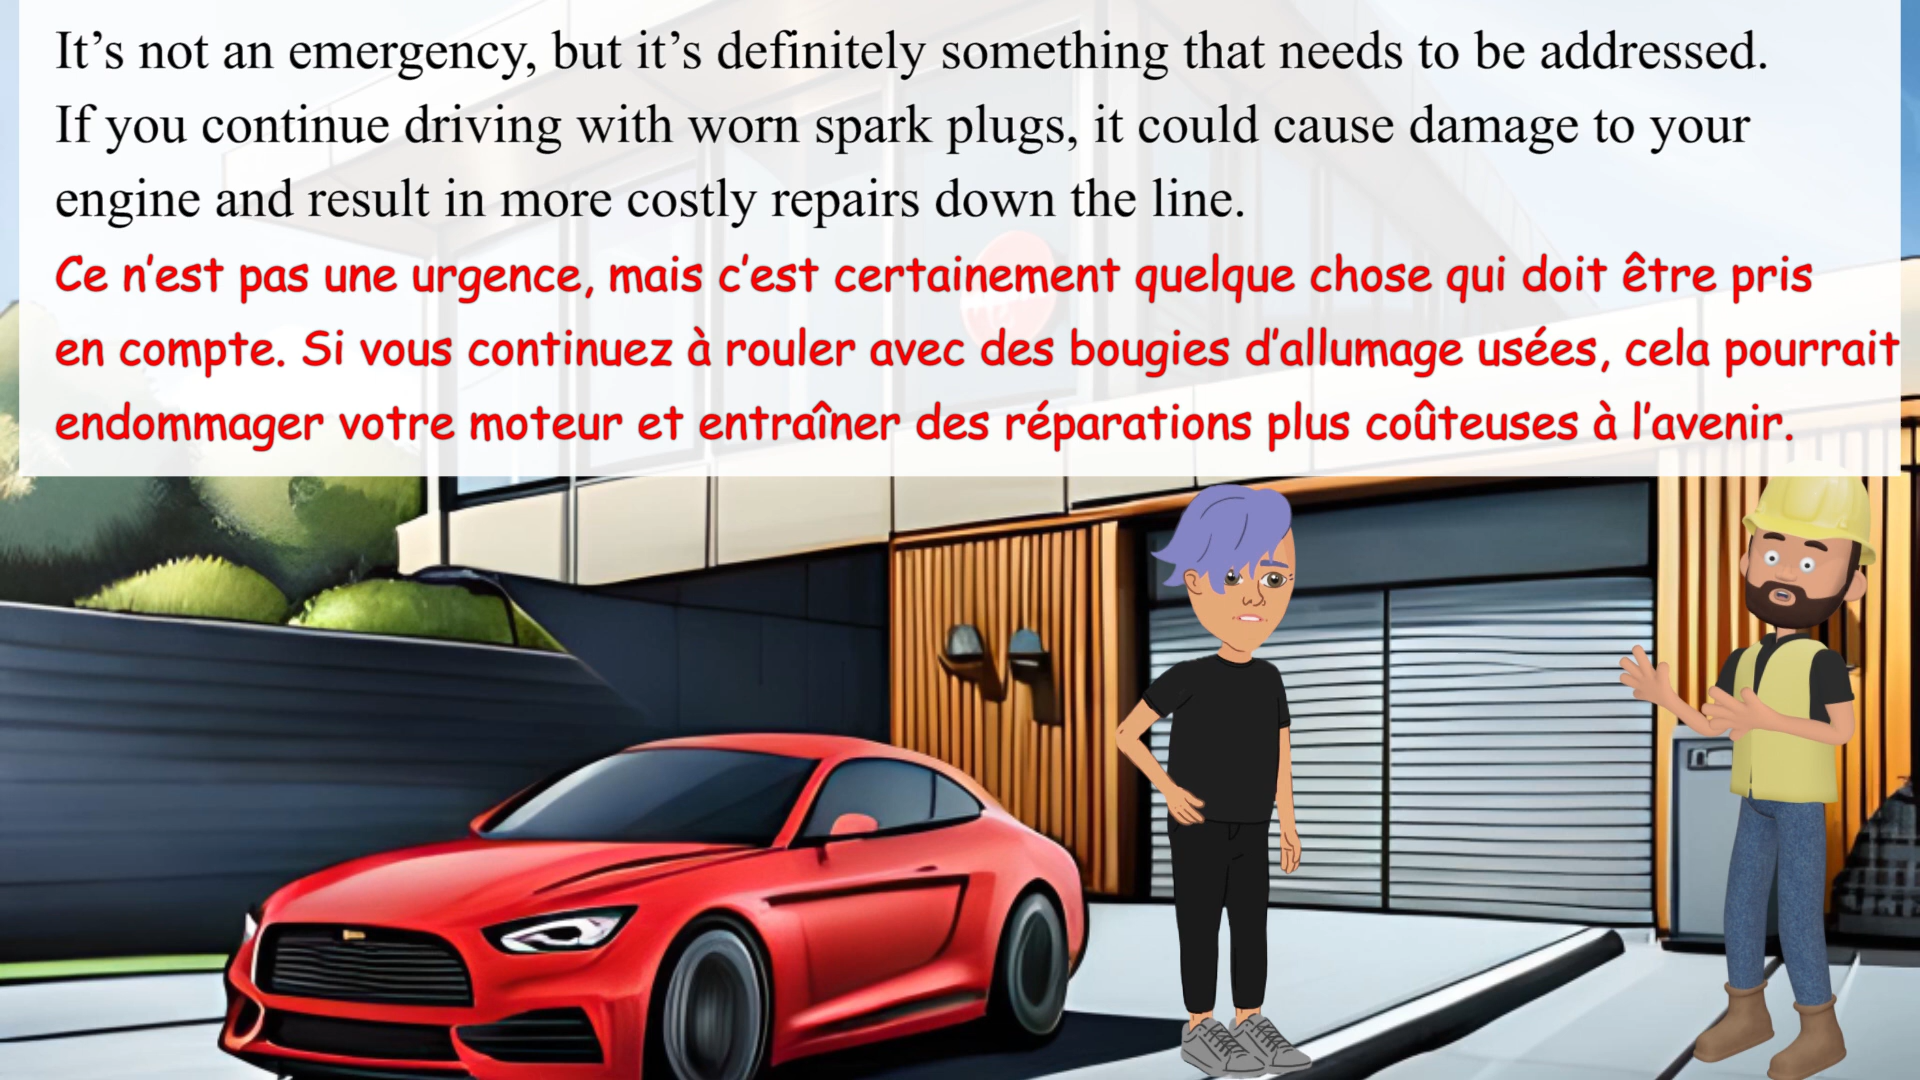 It’s not an emergency, but it’s definitely something that needs to be addressed.
If you continue driving with worn spark plugs, it could cause damage to your
engine and result in more costly repairs down the line.
Ce n’est pas une urgence, mais c’est certainement quelque chose qui doit être pris
en compte. Si vous continuez à rouler avec des bougies d’allumage usées, cela pourrait
endommager votre moteur et entraîner des réparations plus coûteuses à l’avenir.